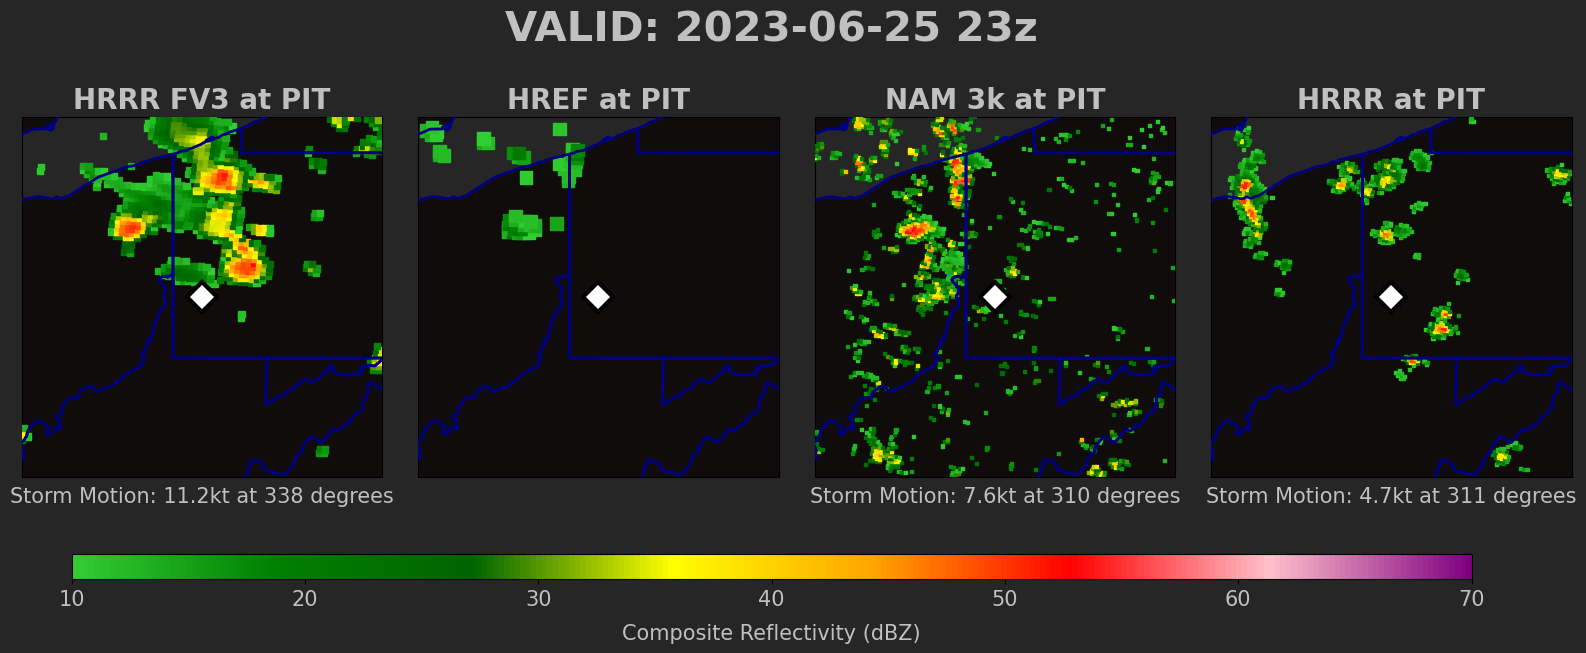 VALID: 2023-06-25 23z
HRRR FV3 at PIT
HREF at PIT
NAM 3k at PIT
HRRR at PIT
Storm Motion: 11.2kt at 338 degrees
Storm Motion: 7.6kt at 310 degrees
Storm Motion: 4.7kt at 311 degrees
10 20 30 40 50 60 70
Composite Reflectivity (dBZ)